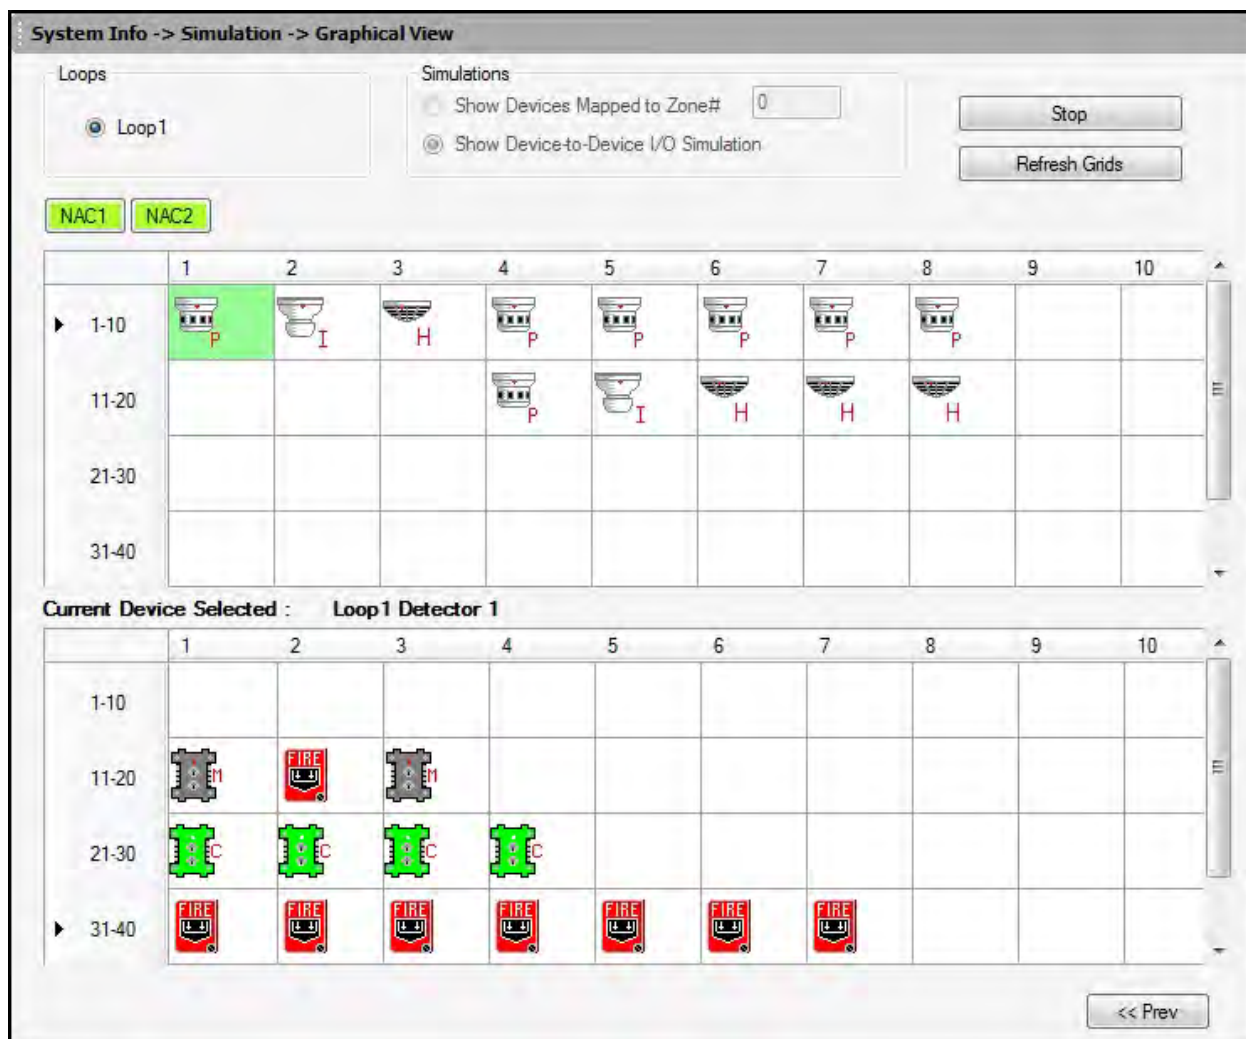 System Info -> Simulation -> Graphical View
Loops
Simulations
Loop1
Show Devices Mapped to Zone# 0
Show Device-to-Device I/O Simulation
Stop
Refresh Grids
NAC1 NAC2
1 2 3 4 5 6 7 8 9 10
1-10 P I H P P P P P
11-20 P I H H H
21-30
31-40
Current Device Selected : Loop1 Detector 1
1 2 3 4 5 6 7 8 9 10
1-10
11-20 M FIRE M
21-30 C C C C
31-40 FIRE FIRE FIRE FIRE FIRE FIRE FIRE
<< Prev